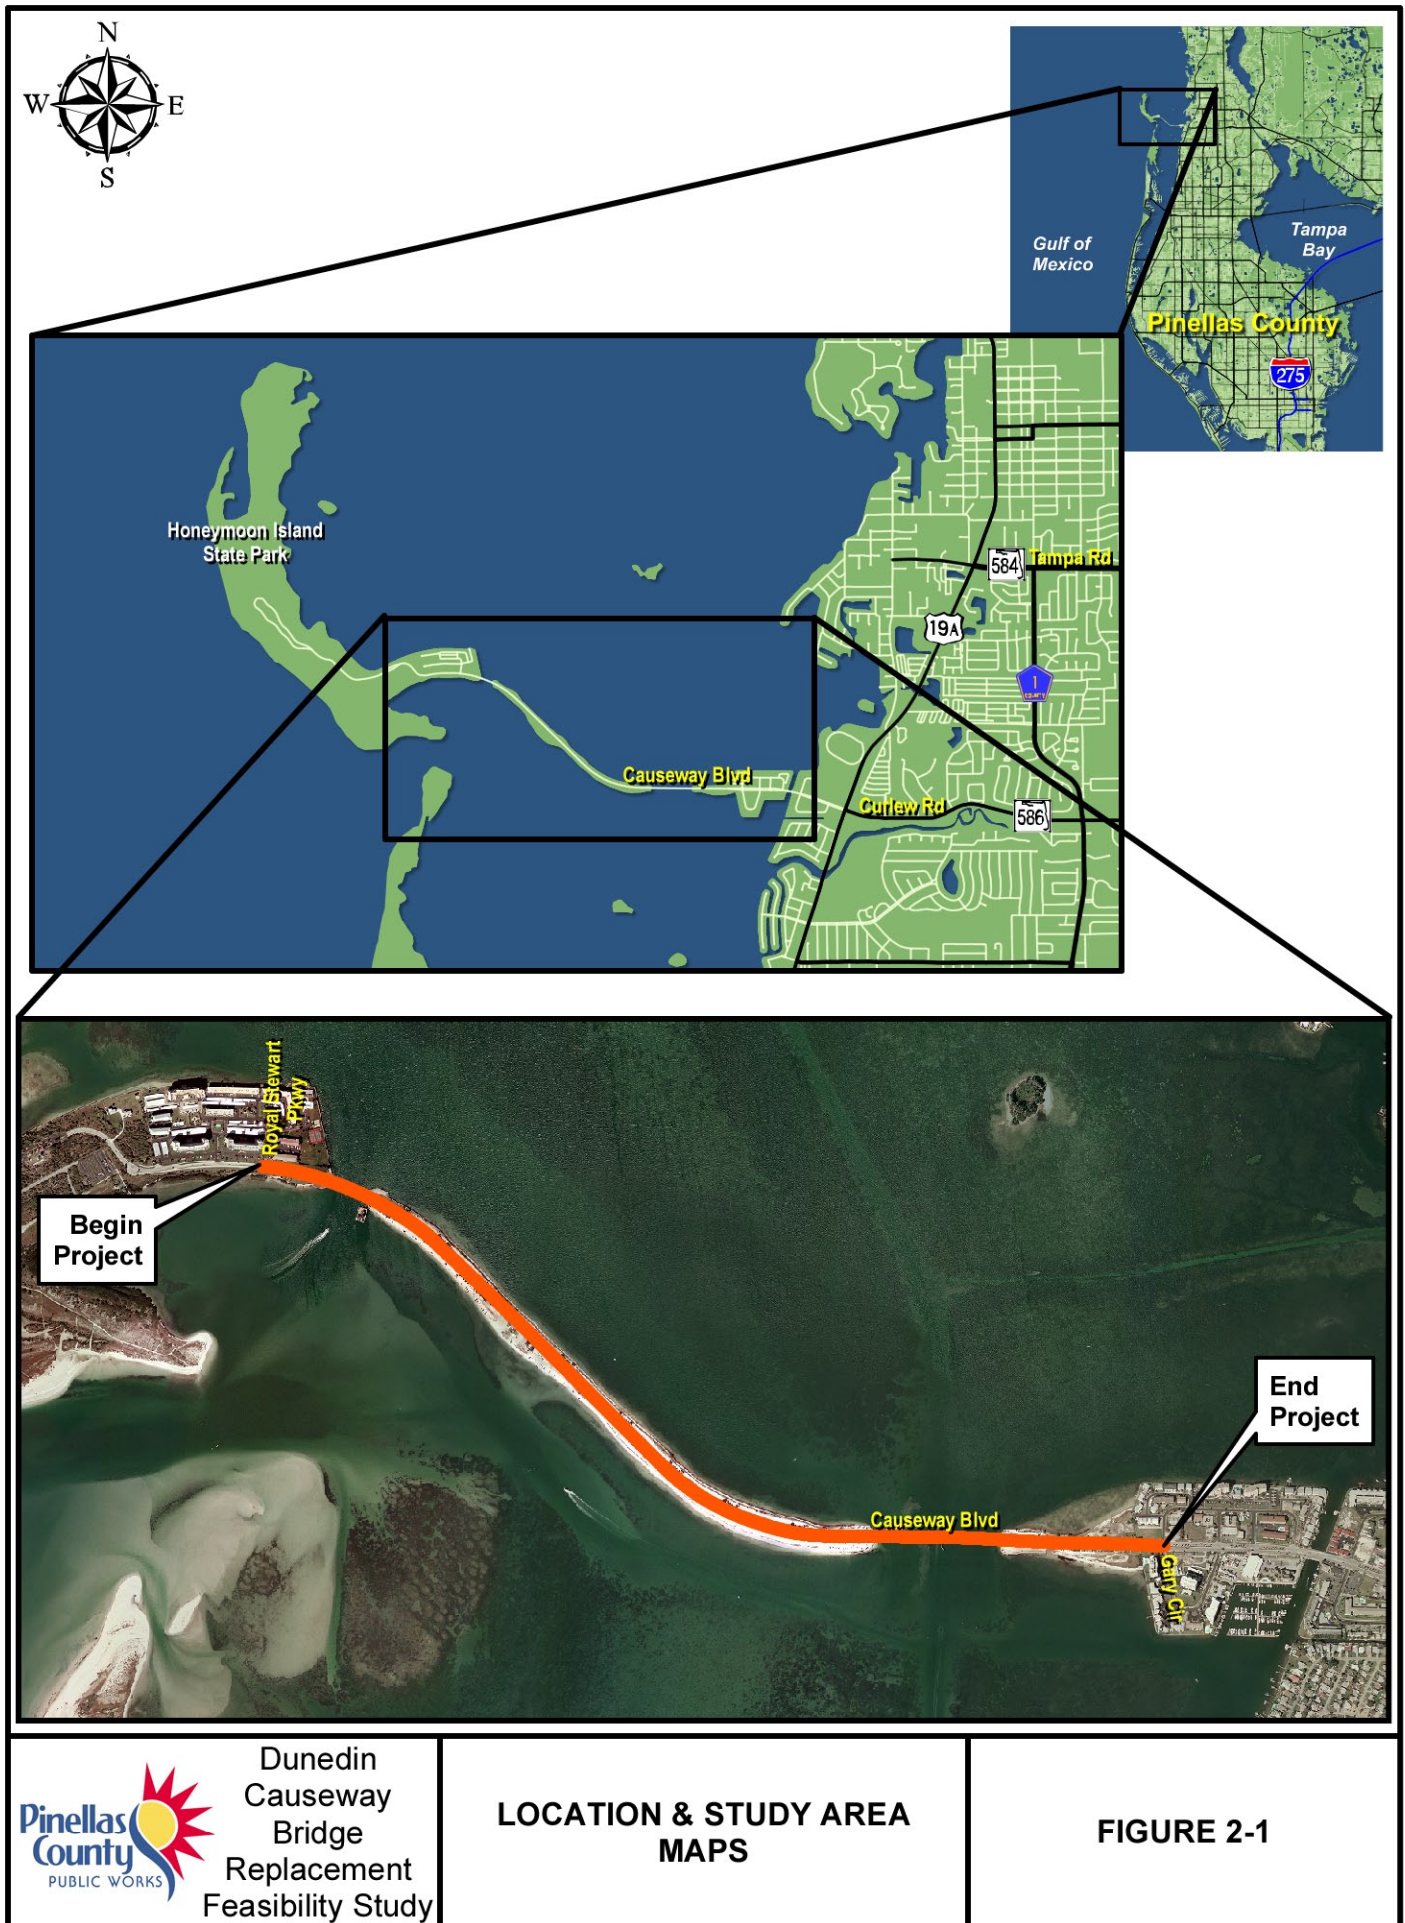 N
W
E
S
Gulf of
Mexico
Tampa
Bay
Pinellas County
275
Honeymoon Island
State Park
584
Tampa Rd
19A
1
COUNTY
Causeway Blvd
Curlew Rd
586
Royal Stewart
Pkwy
Begin
Project
End
Project
Causeway Blvd
Gary Cir
Pinellas
County
PUBLIC WORKS
Dunedin
Causeway
Bridge
Replacement
Feasibility Study
LOCATION & STUDY AREA
MAPS
FIGURE 2-1